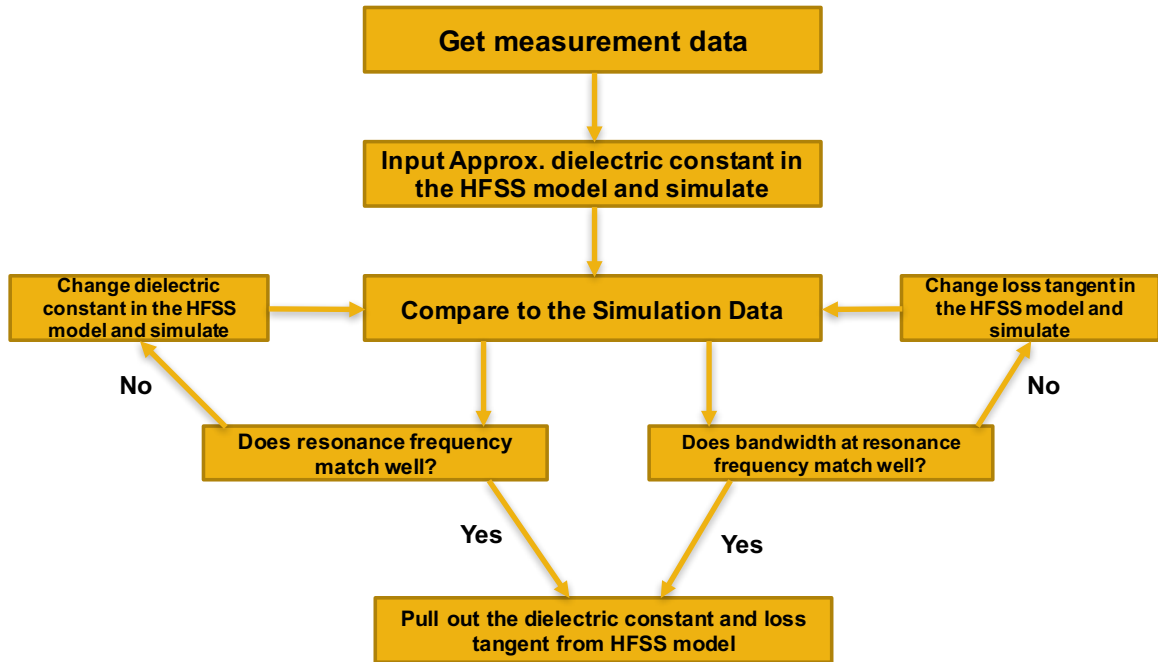 Get measurement data
Input Approx. dielectric constant in
the HFSS model and simulate
Change dielectric
constant in the HFSS
model and simulate
Compare to the Simulation Data
Change loss tangent in
the HFSS model and
simulate
No
No
Does resonance frequency
match well?
Does bandwidth at resonance
frequency match well?
Yes
Yes
Pull out the dielectric constant and loss
tangent from HFSS model